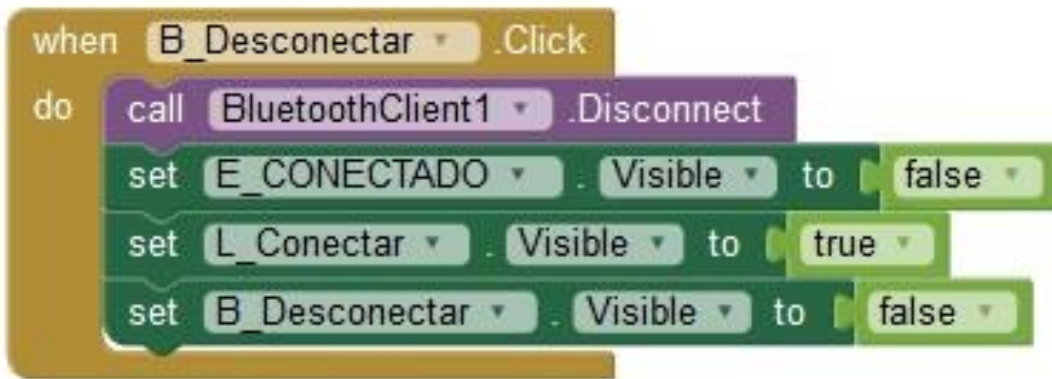 when B_Desconectar .Click
do call BluetoothClient1 .Disconnect
set E_CONECTADO . Visible to false
set L_Conectar . Visible to true
set B_Desconectar . Visible to false